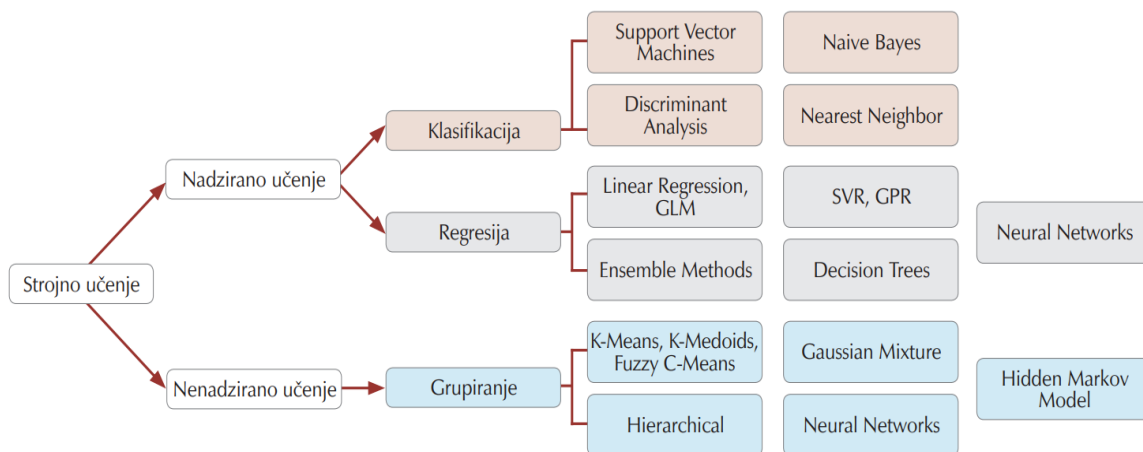 Support Vector
Machines
Naive Bayes
Discriminant
Analysis
Nearest Neighbor
Klasifikacija
Nadzirano učenje
Linear Regression,
GLM
SVR, GPR
Neural Networks
Regresija
Ensemble Methods
Decision Trees
Strojno učenje
K-Means, K-Medoids,
Fuzzy C-Means
Gaussian Mixture
Hidden Markov
Model
Nenadzirano učenje
Grupiranje
Hierarchical
Neural Networks